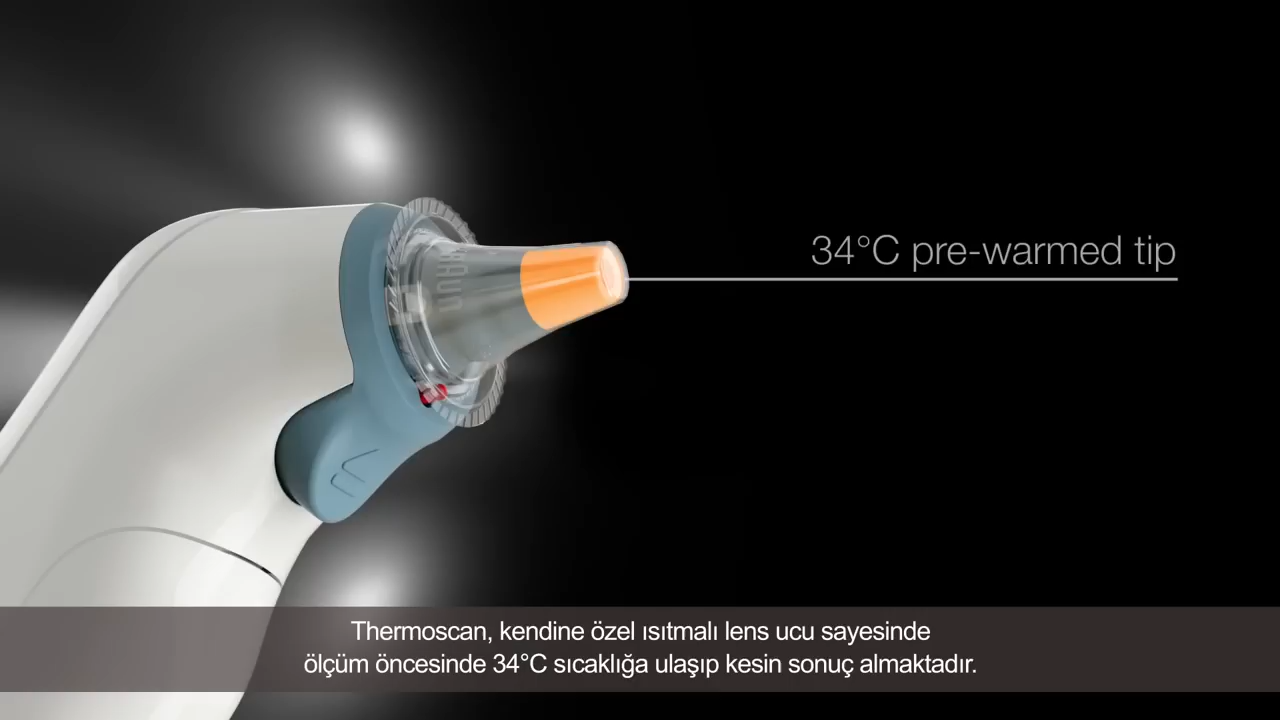 BRAUN
34°C pre-warmed tip
Thermoscan, kendine özel ısıtmalı lens ucu sayesinde
ölçüm öncesinde 34°C sıcaklığa ulaşıp kesin sonuç almaktadır.